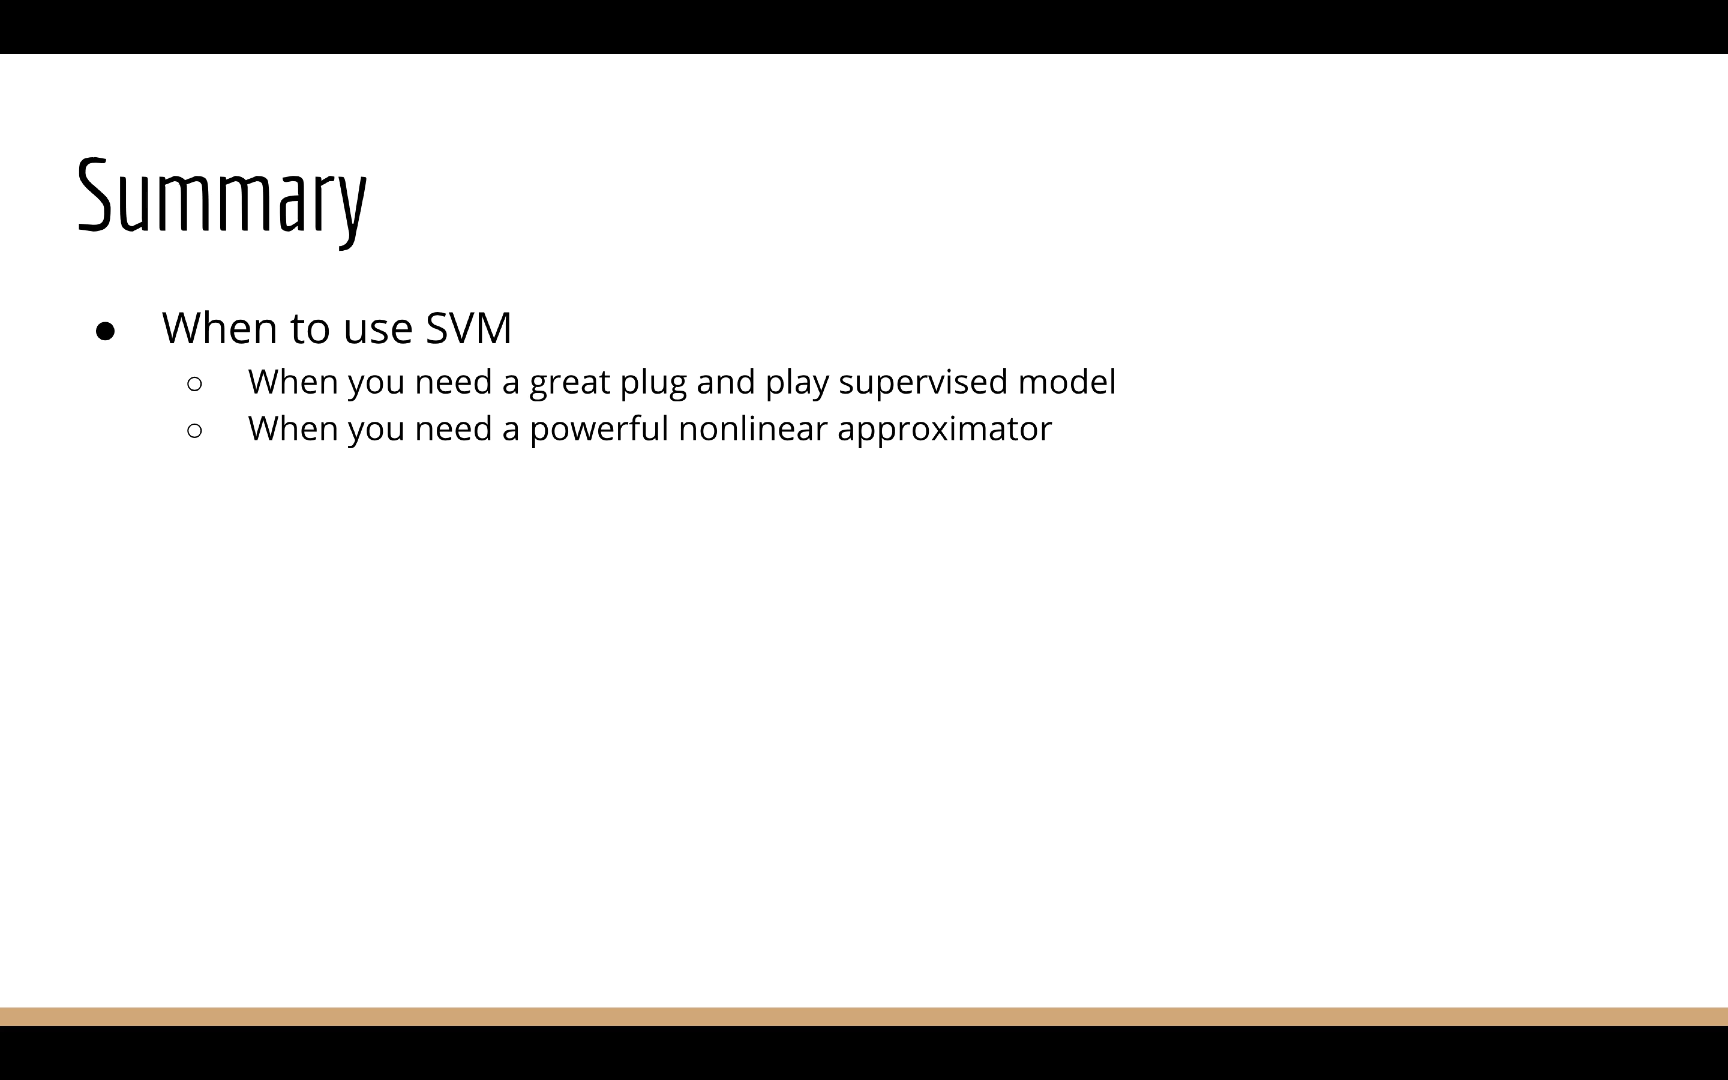 Summary
● When to use SVM
○ When you need a great plug and play supervised model
○ When you need a powerful nonlinear approximator